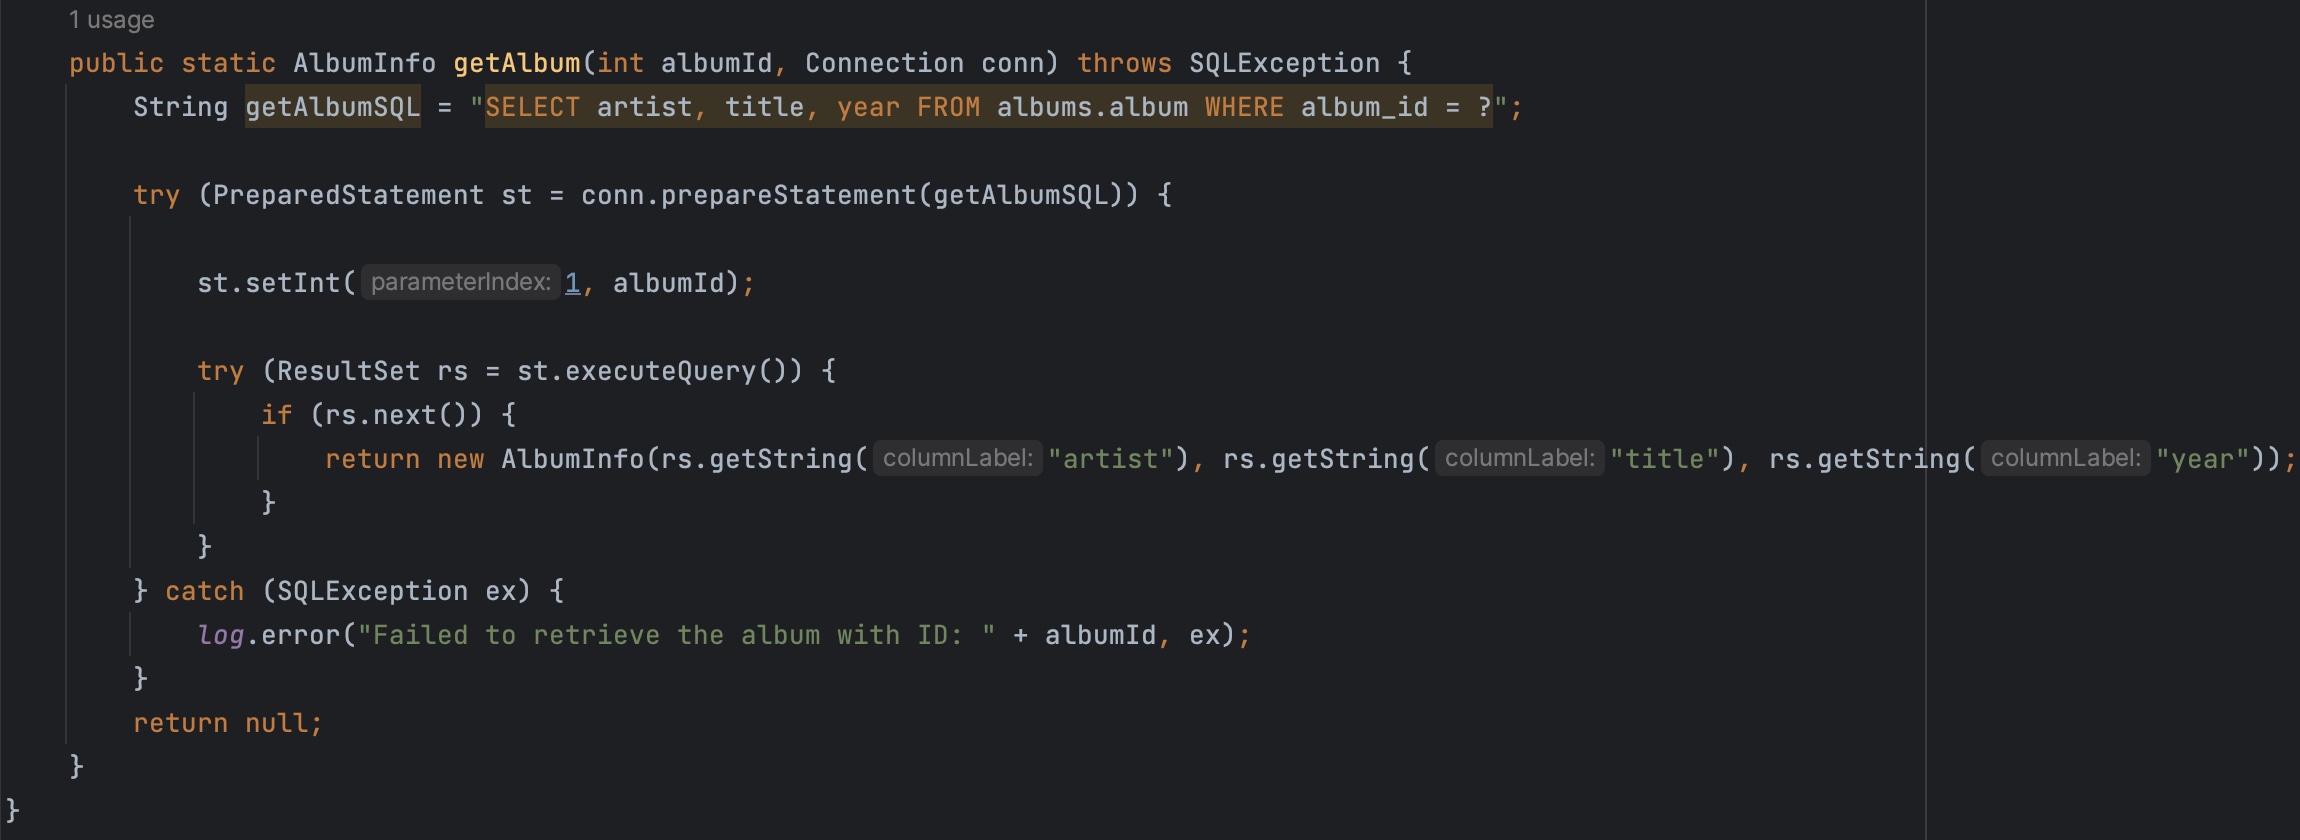 1 usage
public static AlbumInfo getAlbum(int albumId, Connection conn) throws SQLException {
String getAlbumSQL = "SELECT artist, title, year FROM albums.album WHERE album_id = ?";
try (PreparedStatement st = conn.prepareStatement(getAlbumSQL)) {
st.setInt( parameterIndex: 1, albumId);
try (ResultSet rs = st.executeQuery()) {
if (rs.next()) {
return new AlbumInfo(rs.getString( columnLabel: "artist"), rs.getString( columnLabel: "title"), rs.getString( columnLabel: "year"));
}
}
} catch (SQLException ex) {
log.error("Failed to retrieve the album with ID: " + albumId, ex);
}
return null;
}
}